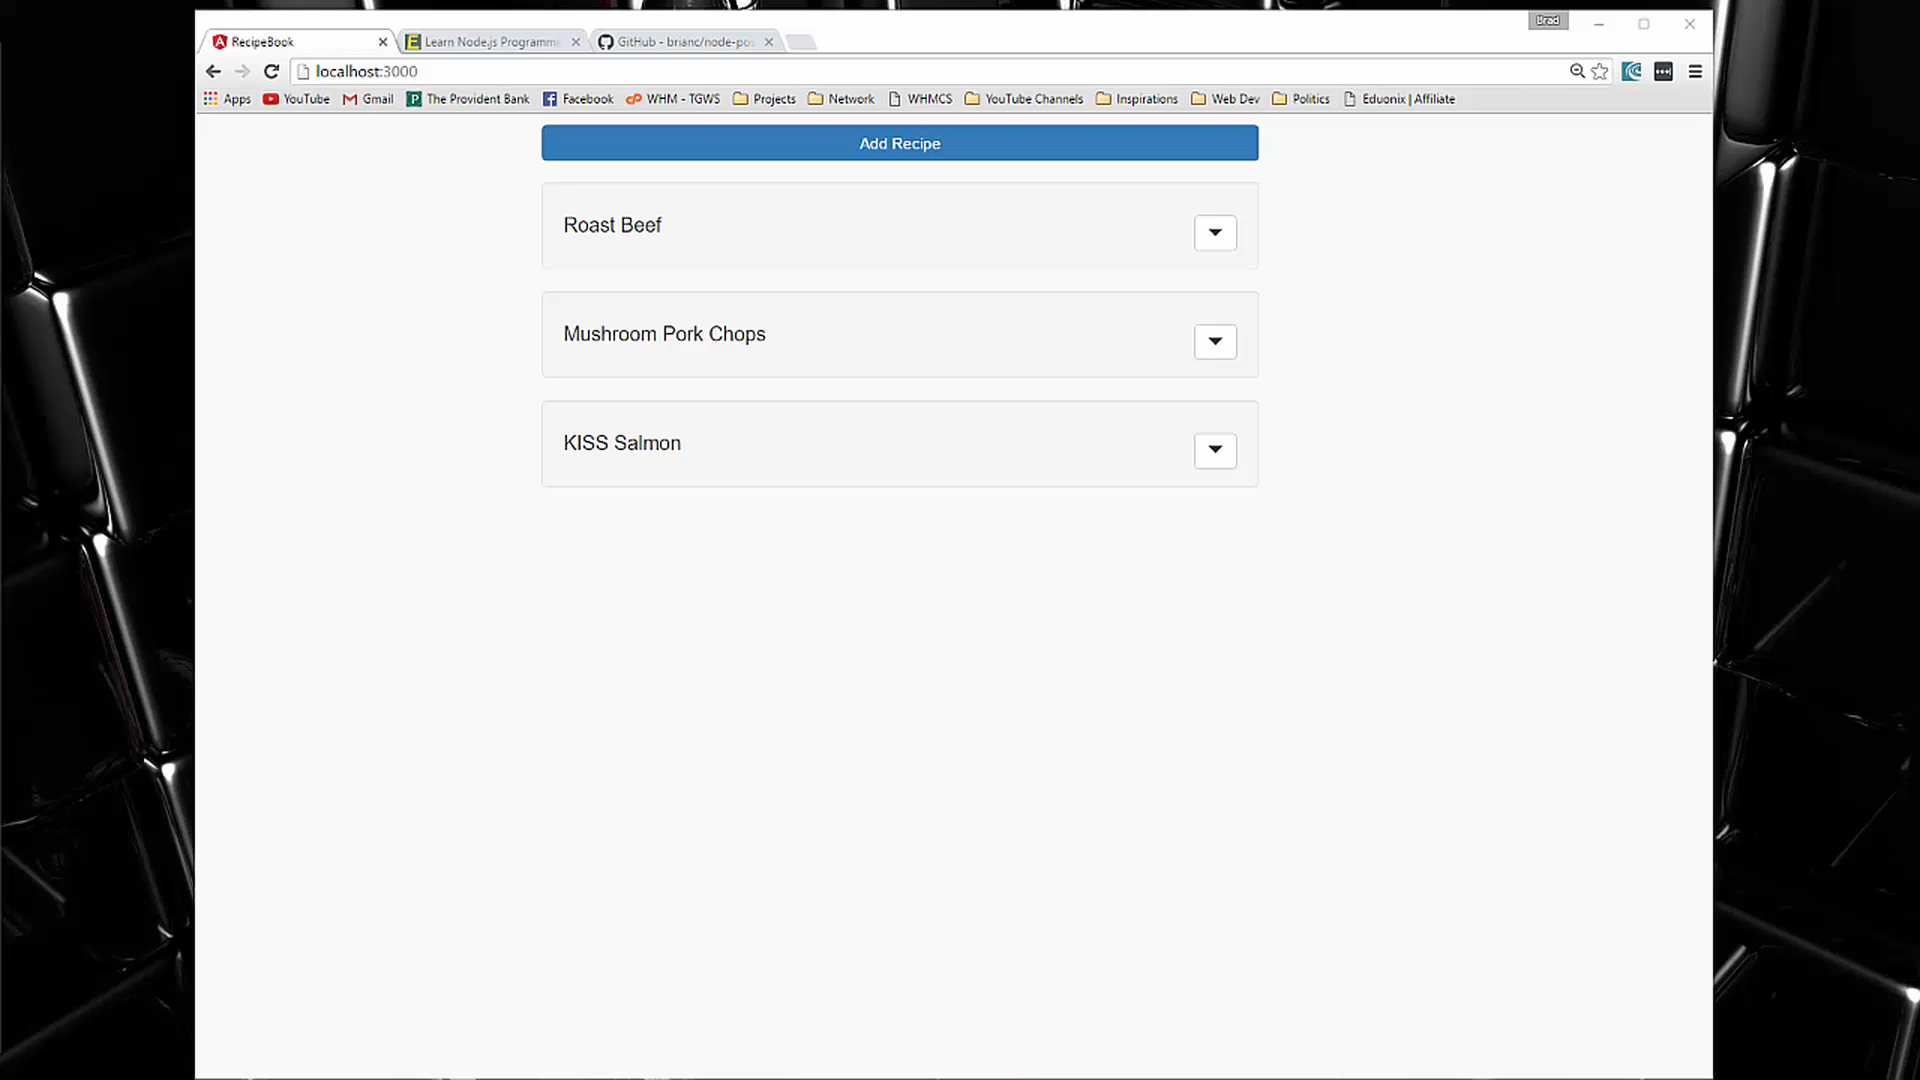 Brad
RecipeBook
Learn Node.js Programm
GitHub - brianc/node-pos
localhost:3000
Apps YouTube Gmail The Provident Bank Facebook WHM - TGWS Projects Network WHMCS YouTube Channels Inspirations Web Dev Politics Eduonix | Affiliate
Add Recipe
Roast Beef
Mushroom Pork Chops
KISS Salmon